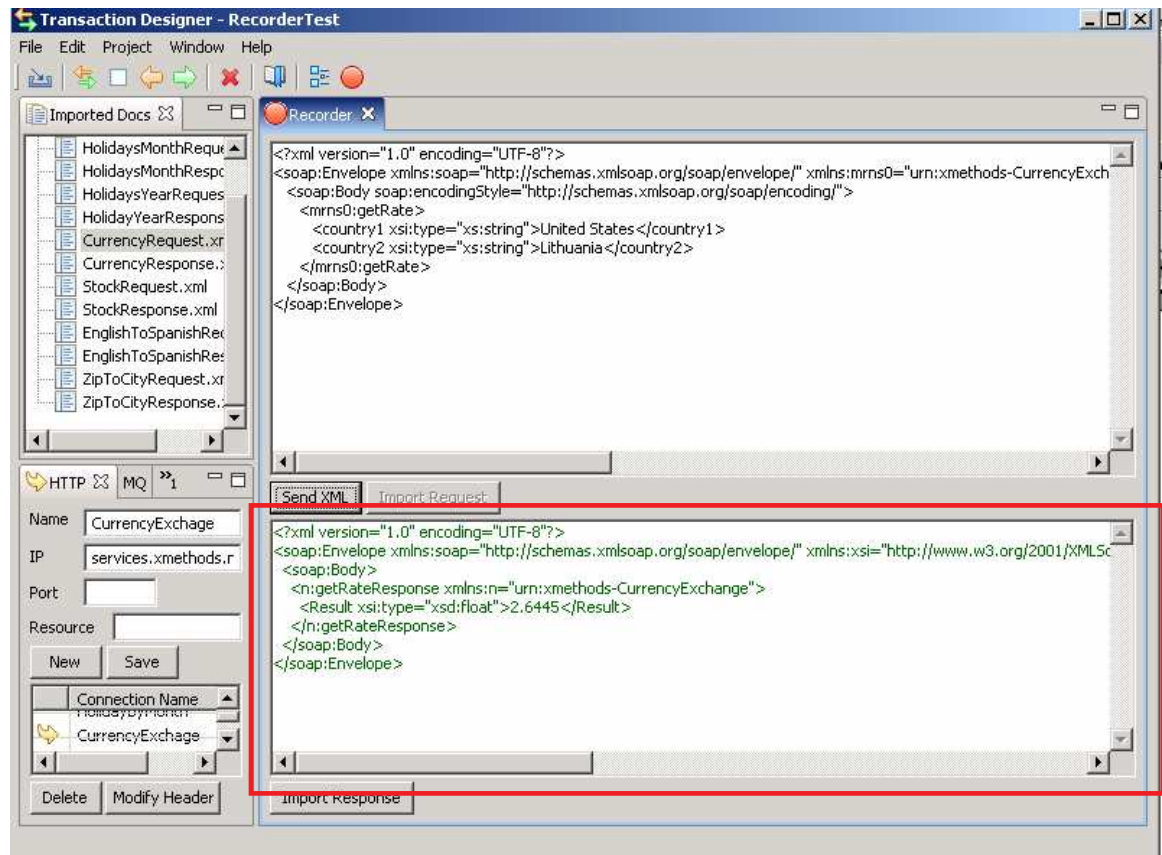 Transaction Designer - RecorderTest
File Edit Project Window Help
Imported Docs
HolidaysMonthReque
HolidaysMonthRespo
HolidaysYearReques
HolidayYearRespons
CurrencyRequest.xr
CurrencyResponse.
StockRequest.xml
StockResponse.xml
EnglishToSpanishRec
EnglishToSpanishRes
ZipToCityRequest.xr
ZipToCityResponse.
HTTP MQ »1
Name CurrencyExchage
IP services.xmethods.r
Port
Resource
New Save
Connection Name
HolidayByMonth
CurrencyExchage
Delete Modify Header
Recorder
<?xml version="1.0" encoding="UTF-8"?>
<soap:Envelope xmlns:soap="http://schemas.xmlsoap.org/soap/envelope/" xmlns:mrns0="urn:xmethods-CurrencyExch
<soap:Body soap:encodingStyle="http://schemas.xmlsoap.org/soap/encoding/">
<mrns0:getRate>
<country1 xsi:type="xs:string">United States</country1>
<country2 xsi:type="xs:string">Lithuania</country2>
</mrns0:getRate>
</soap:Body>
</soap:Envelope>
Send XML Import Request
<?xml version="1.0" encoding="UTF-8"?>
<soap:Envelope xmlns:soap="http://schemas.xmlsoap.org/soap/envelope/" xmlns:xsi="http://www.w3.org/2001/XMLSc
<soap:Body>
<n:getRateResponse xmlns:n="urn:xmethods-CurrencyExchange">
<Result xsi:type="xsd:float">2.6445</Result>
</n:getRateResponse>
</soap:Body>
</soap:Envelope>
Import Response